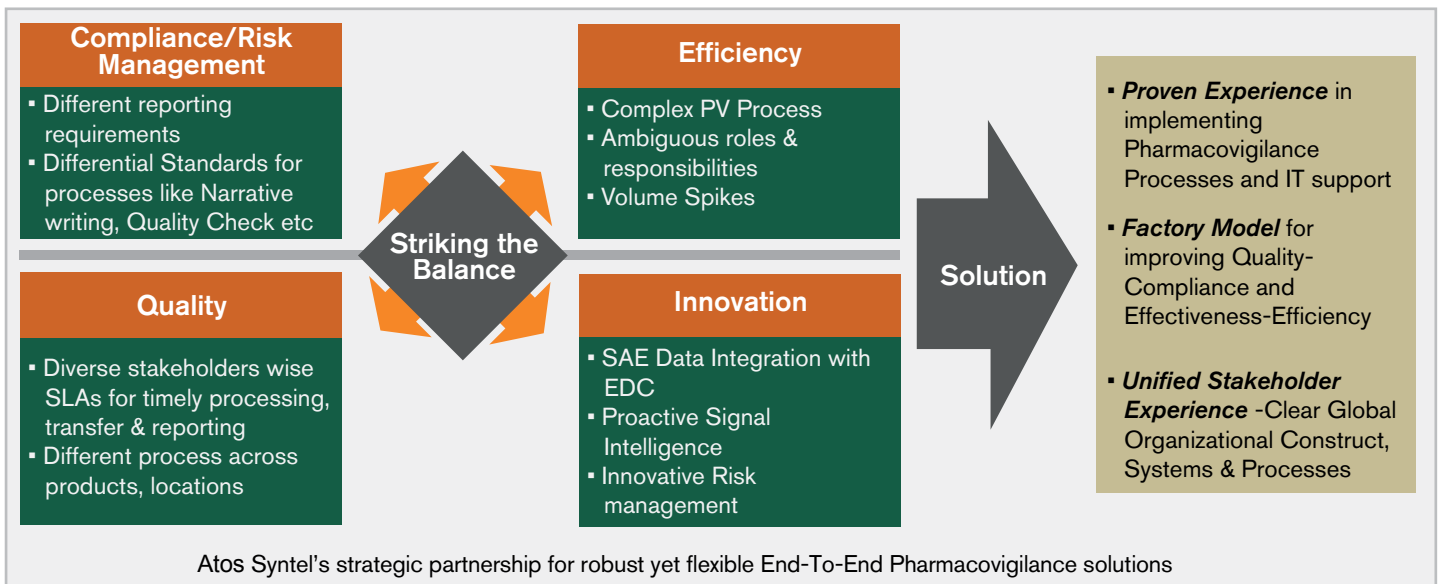 Compliance/Risk
Management
▪ Different reporting
requirements
▪ Differential Standards for
processes like Narrative
writing, Quality Check etc
Efficiency
▪ Complex PV Process
▪ Ambiguous roles &
responsibilities
▪ Volume Spikes
Striking the
Balance
Quality
▪ Diverse stakeholders wise
SLAs for timely processing,
transfer & reporting
▪ Different process across
products, locations
Innovation
▪ SAE Data Integration with
EDC
▪ Proactive Signal
Intelligence
▪ Innovative Risk
management
Solution
▪ Proven Experience in
implementing
Pharmacovigilance
Processes and IT support
▪ Factory Model for
improving Quality-
Compliance and
Effectiveness-Efficiency
▪ Unified Stakeholder
Experience -Clear Global
Organizational Construct,
Systems & Processes
Atos Syntel's strategic partnership for robust yet flexible End-To-End Pharmacovigilance solutions